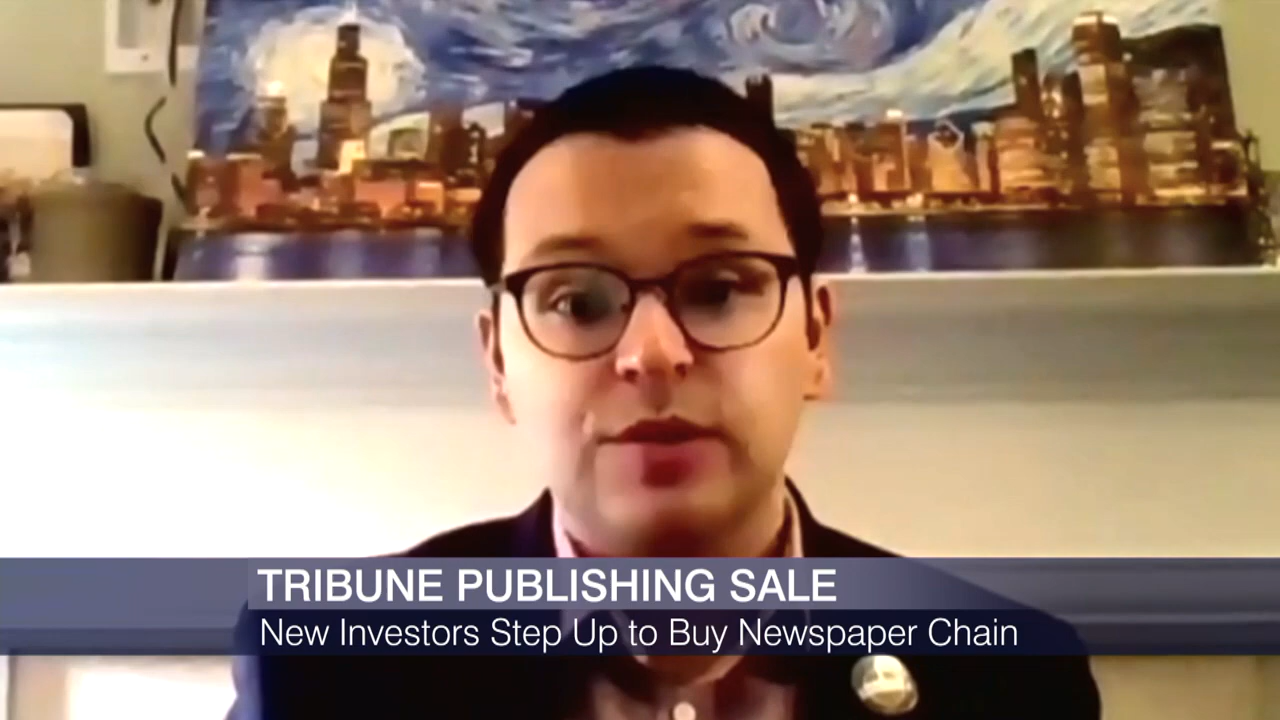 TRIBUNE PUBLISHING SALE
New Investors Step Up to Buy Newspaper Chain